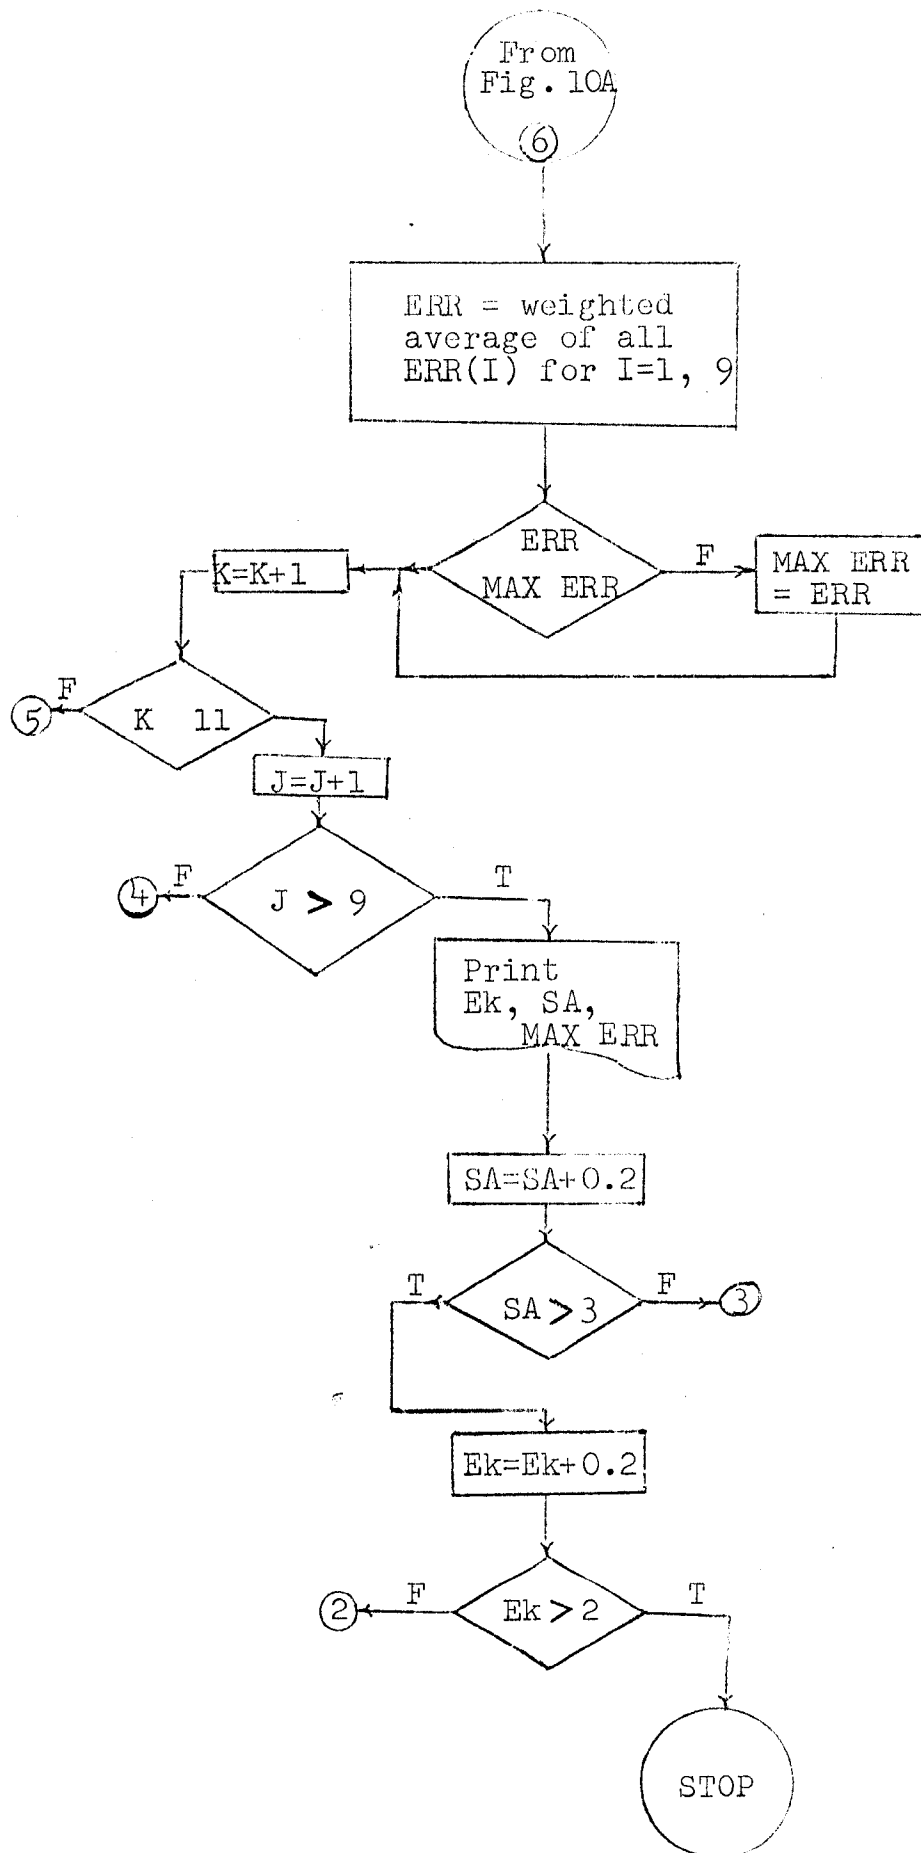 From
Fig. 10A
6
ERR = weighted
average of all
ERR(I) for I=1, 9
ERR
MAX ERR
F
MAX ERR
= ERR
K=K+1
F
5
K 11
J=J+1
F
4
J > 9
T
Print
Ek, SA,
MAX ERR
SA=SA+0.2
T
SA > 3
F
3
Ek=Ek+0.2
F
2
Ek > 2
T
STOP